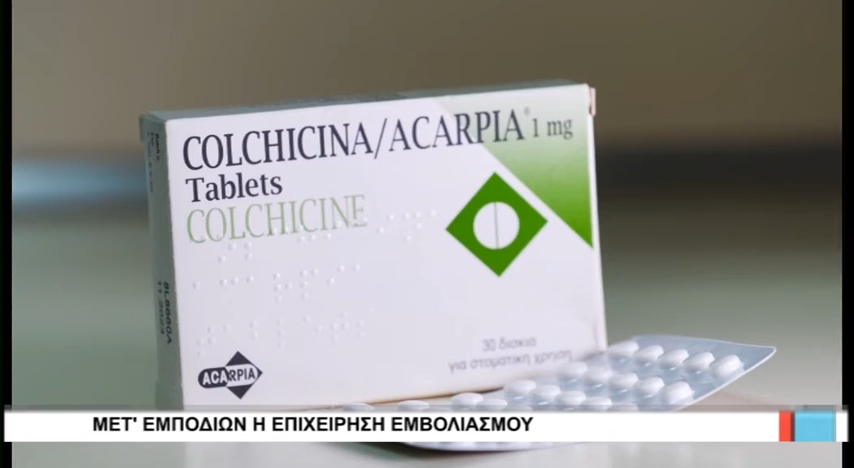 COLCHICINA/ACARPIA® 1 mg
Tablets
COLCHICINE
30 δισκία
για στοματική χρήση
ACARPIA
ΜΕΤ' ΕΜΠΟΔΙΩΝ Η ΕΠΙΧΕΙΡΗΣΗ ΕΜΒΟΛΙΑΣΜΟΥ